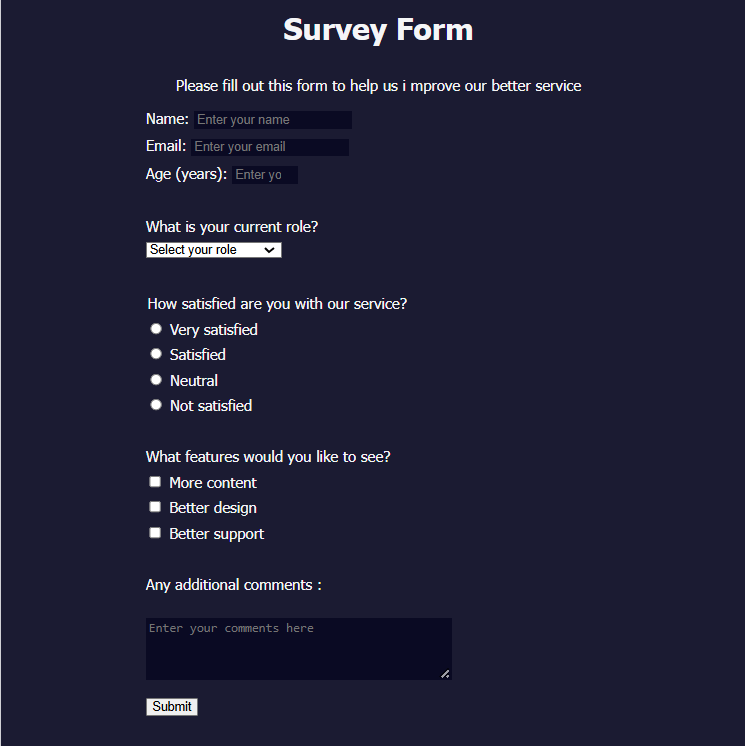 Survey Form
Please fill out this form to help us i mprove our better service
Name: Enter your name
Email: Enter your email
Age (years): Enter yo
What is your current role?
Select your role
How satisfied are you with our service?
Very satisfied
Satisfied
Neutral
Not satisfied
What features would you like to see?
More content
Better design
Better support
Any additional comments :
Enter your comments here
Submit